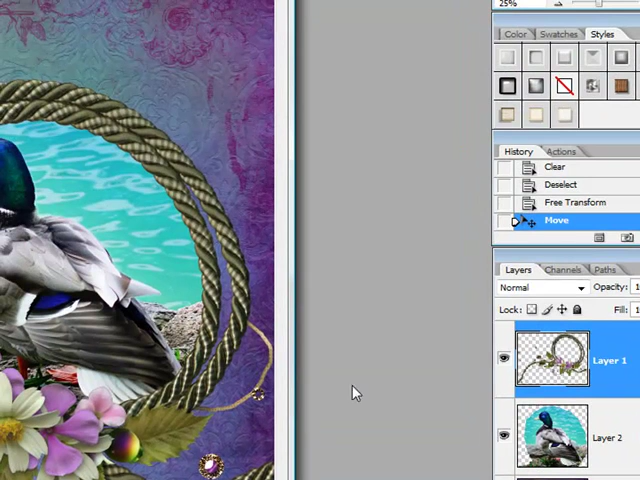 25%
Color Swatches Styles
History Actions
Clear
Deselect
Free Transform
Move
Layers Channels Paths
Normal Opacity:
Lock: Fill:
Layer 1
Layer 2